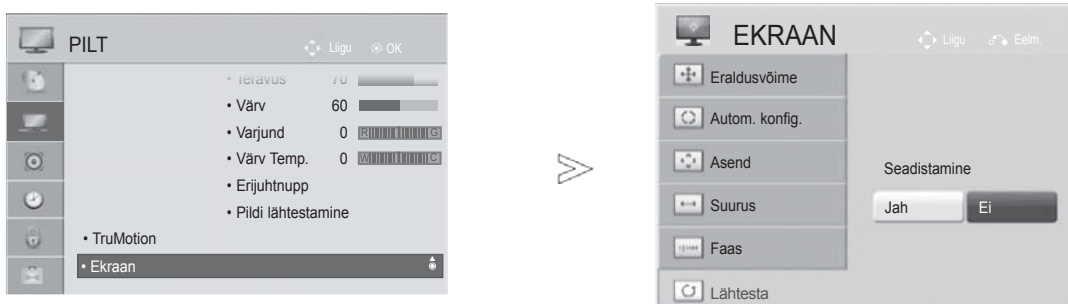 PILT
Liigu OK
• Teravus 70
• Värv 60
• Varjund 0 R G
• Värv Temp. 0 W C
• Erijuhtnupp
• Pildi lähtestamine
• TruMotion
• Ekraan
EKRAAN
Liigu Eelm.
Eraldusvõime
Autom. konfig.
Asend
Suurus
Faas
Lähtesta
Seadistamine
Jah Ei